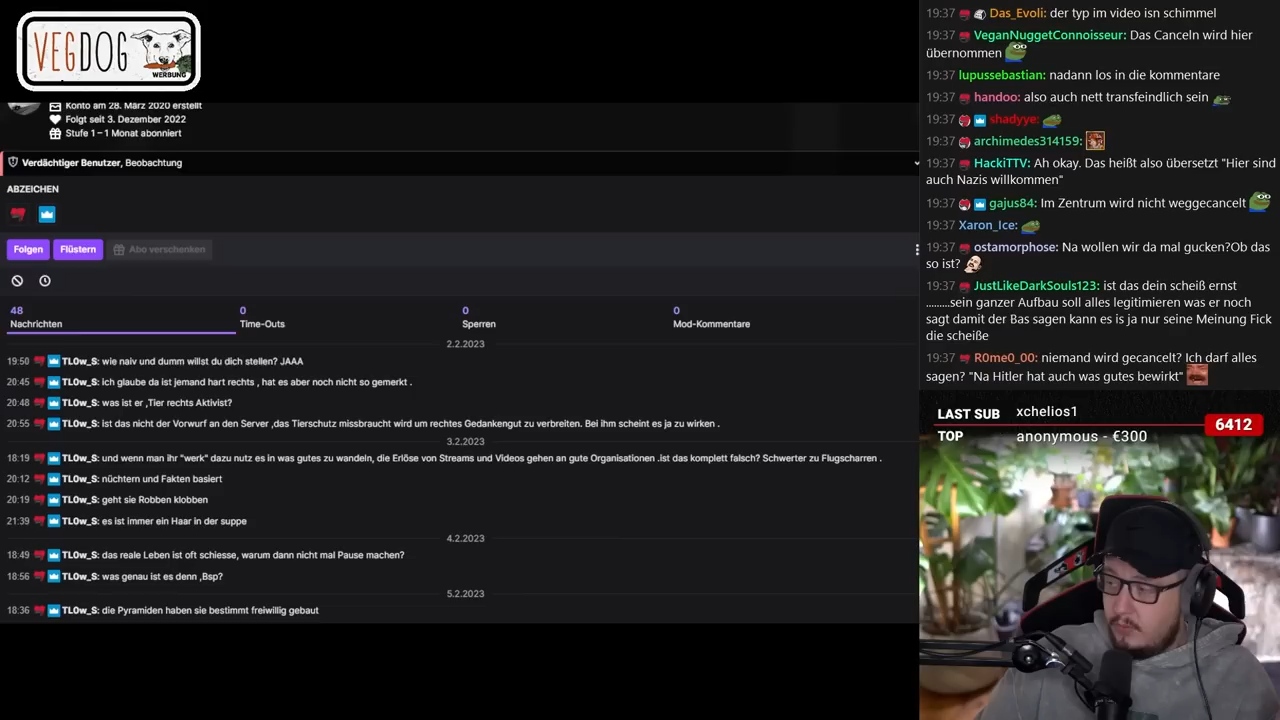 VEGDOG
WERBUNG
Konto am 28. März 2020 erstellt
Folgt seit 3. Dezember 2022
Stufe 1 – 1 Monat abonniert
Verdächtiger Benutzer, Beobachtung
ABZEICHEN
Folgen Flüstern Abo verschenken
48 0 0 0
Nachrichten Time-Outs Sperren Mod-Kommentare
2.2.2023
19:50 TL0w_S: wie naiv und dumm willst du dich stellen? JAAA
20:45 TL0w_S: ich glaube da ist jemand hart rechts , hat es aber noch nicht so gemerkt .
20:48 TL0w_S: was ist er ,Tier rechts Aktivist?
20:55 TL0w_S: ist das nicht der Vorwurf an den Server ,das Tierschutz missbraucht wird um rechtes Gedankengut zu verbreiten. Bei ihm scheint es ja zu wirken .
3.2.2023
18:19 TL0w_S: und wenn man ihr "werk" dazu nutz es in was gutes zu wandeln, die Erlöse von Streams und Videos gehen an gute Organisationen .ist das komplett falsch? Schwerter zu Flugscharren .
20:12 TL0w_S: nüchtern und Fakten basiert
20:19 TL0w_S: geht sie Robben klobben
21:39 TL0w_S: es ist immer ein Haar in der suppe
4.2.2023
18:49 TL0w_S: das reale Leben ist oft schiesse, warum dann nicht mal Pause machen?
18:56 TL0w_S: was genau ist es denn ,Bsp?
5.2.2023
18:36 TL0w_S: die Pyramiden haben sie bestimmt freiwillig gebaut
19:37 Das_Evoli: der typ im video isn schimmel
19:37 VeganNuggetConnoisseur: Das Canceln wird hier
übernommen
19:37 lupussebastian: nadann los in die kommentare
19:37 handoo: also auch nett transfeindlich sein
19:37 shadyye:
19:37 archimedes314159:
19:37 HackiTTV: Ah okay. Das heißt also übersetzt "Hier sind
auch Nazis willkommen"
19:37 gajus84: Im Zentrum wird nicht weggecancelt
19:37 Xaron_Ice:
19:37 ostamorphose: Na wollen wir da mal gucken?Ob das
so ist?
19:37 JustLikeDarkSouls123: ist das dein scheiß ernst
.........sein ganzer Aufbau soll alles legitimieren was er noch
sagt damit der Bas sagen kann es is ja nur seine Meinung Fick
die scheiße
19:37 R0me0_00: niemand wird gecancelt? Ich darf alles
sagen? "Na Hitler hat auch was gutes bewirkt"
LAST SUB xchelios1 6412
TOP anonymous - €300